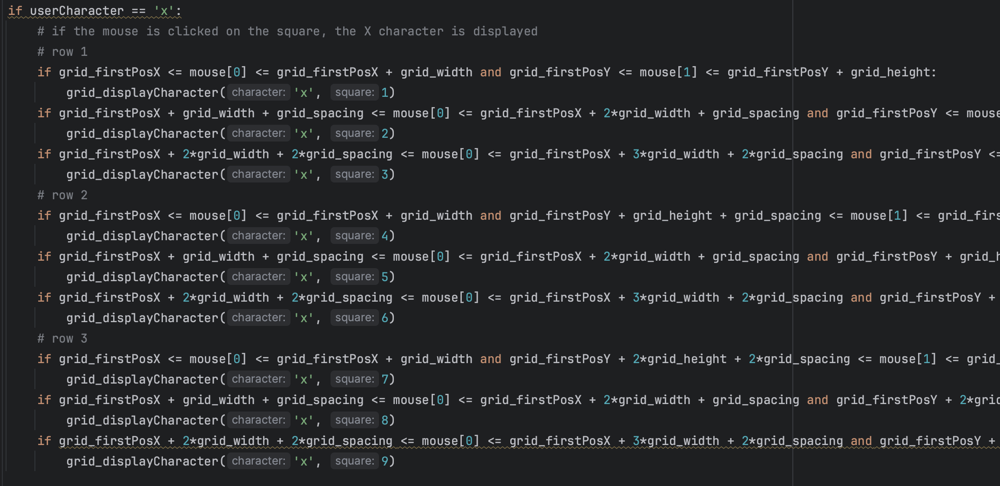 if userCharacter == 'x':
# if the mouse is clicked on the square, the X character is displayed
# row 1
if grid_firstPosX <= mouse[0] <= grid_firstPosX + grid_width and grid_firstPosY <= mouse[1] <= grid_firstPosY + grid_height:
grid_displayCharacter( character: 'x', square: 1)
if grid_firstPosX + grid_width + grid_spacing <= mouse[0] <= grid_firstPosX + 2*grid_width + grid_spacing and grid_firstPosY <= mouse
grid_displayCharacter( character: 'x', square: 2)
if grid_firstPosX + 2*grid_width + 2*grid_spacing <= mouse[0] <= grid_firstPosX + 3*grid_width + 2*grid_spacing and grid_firstPosY <=
grid_displayCharacter( character: 'x', square: 3)
# row 2
if grid_firstPosX <= mouse[0] <= grid_firstPosX + grid_width and grid_firstPosY + grid_height + grid_spacing <= mouse[1] <= grid_firs
grid_displayCharacter( character: 'x', square: 4)
if grid_firstPosX + grid_width + grid_spacing <= mouse[0] <= grid_firstPosX + 2*grid_width + grid_spacing and grid_firstPosY + grid_h
grid_displayCharacter( character: 'x', square: 5)
if grid_firstPosX + 2*grid_width + 2*grid_spacing <= mouse[0] <= grid_firstPosX + 3*grid_width + 2*grid_spacing and grid_firstPosY +
grid_displayCharacter( character: 'x', square: 6)
# row 3
if grid_firstPosX <= mouse[0] <= grid_firstPosX + grid_width and grid_firstPosY + 2*grid_height + 2*grid_spacing <= mouse[1] <= grid_
grid_displayCharacter( character: 'x', square: 7)
if grid_firstPosX + grid_width + grid_spacing <= mouse[0] <= grid_firstPosX + 2*grid_width + grid_spacing and grid_firstPosY + 2*grid
grid_displayCharacter( character: 'x', square: 8)
if grid_firstPosX + 2*grid_width + 2*grid_spacing <= mouse[0] <= grid_firstPosX + 3*grid_width + 2*grid_spacing and grid_firstPosY +
grid_displayCharacter( character: 'x', square: 9)